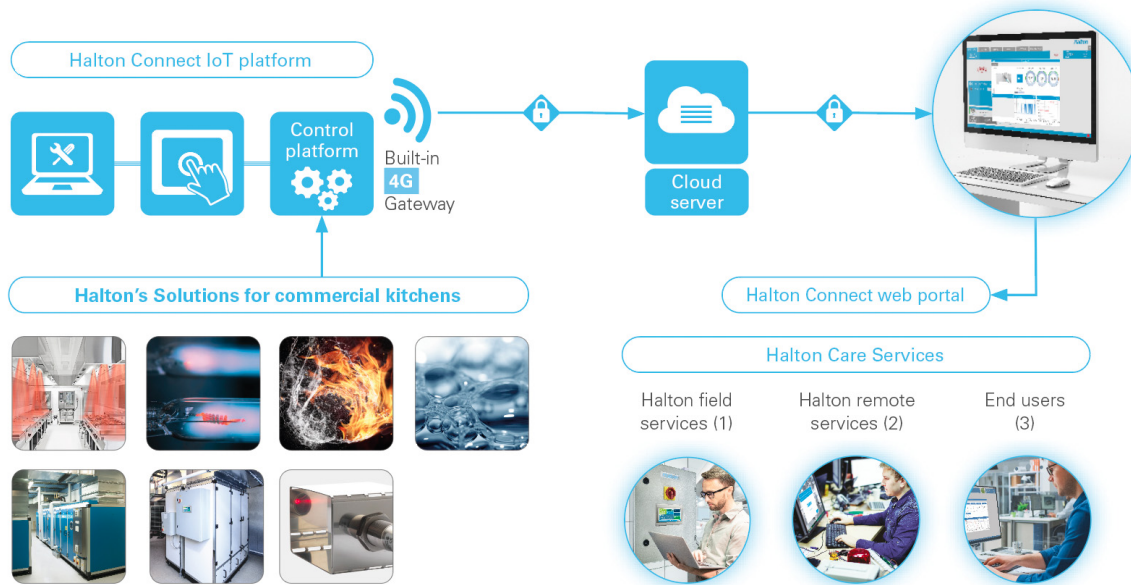 Halton Connect IoT platform
Control
platform
Built-in
4G
Gateway
Cloud
server
Halton's Solutions for commercial kitchens
Halton Connect web portal
Halton Care Services
Halton field
services (1)
Halton remote
services (2)
End users
(3)